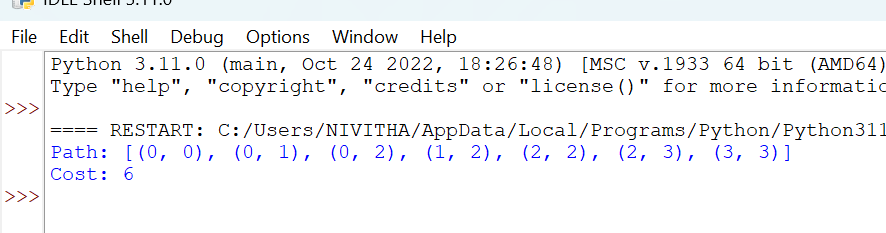 IDLE Shell 3.11.0
File Edit Shell Debug Options Window Help
Python 3.11.0 (main, Oct 24 2022, 18:26:48) [MSC v.1933 64 bit (AMD64)
Type "help", "copyright", "credits" or "license()" for more informatic
>>>
==== RESTART: C:/Users/NIVITHA/AppData/Local/Programs/Python/Python311
Path: [(0, 0), (0, 1), (0, 2), (1, 2), (2, 2), (2, 3), (3, 3)]
Cost: 6
>>>